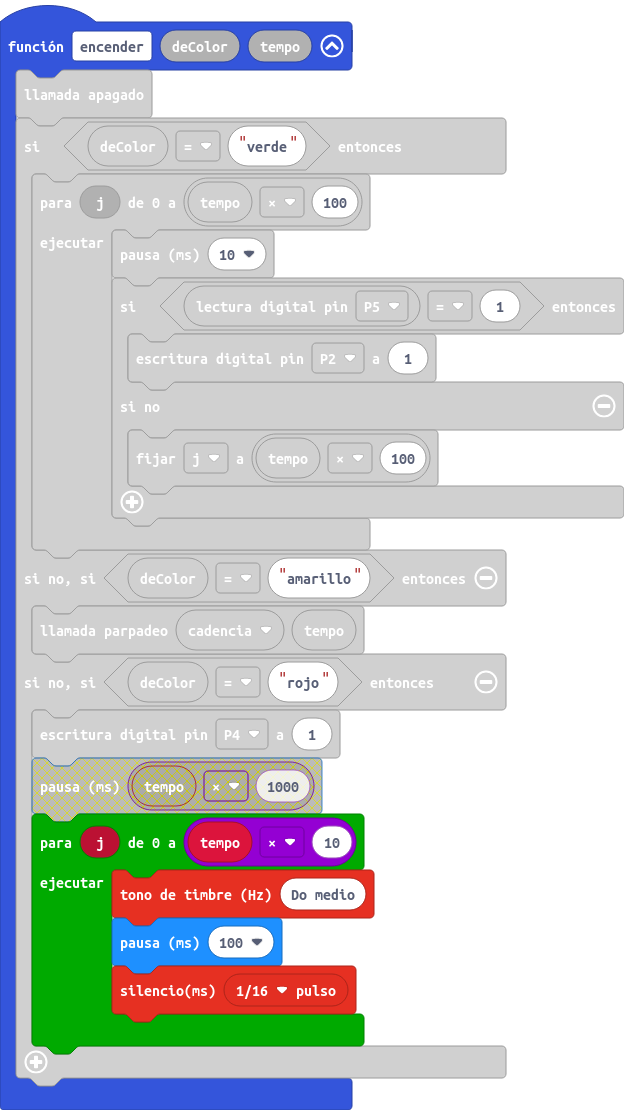 función encender deColor tempo
llamada apagado
si deColor = "verde" entonces
para j de 0 a tempo × 100
ejecutar
pausa (ms) 10
si lectura digital pin P5 = 1 entonces
escritura digital pin P2 a 1
si no
fijar j a tempo × 100
si no, si deColor = "amarillo" entonces
llamada parpadeo cadencia tempo
si no, si deColor = "rojo" entonces
escritura digital pin P4 a 1
pausa (ms) tempo × 1000
para j de 0 a tempo × 10
ejecutar
tono de timbre (Hz) Do medio
pausa (ms) 100
silencio(ms) 1/16 pulso